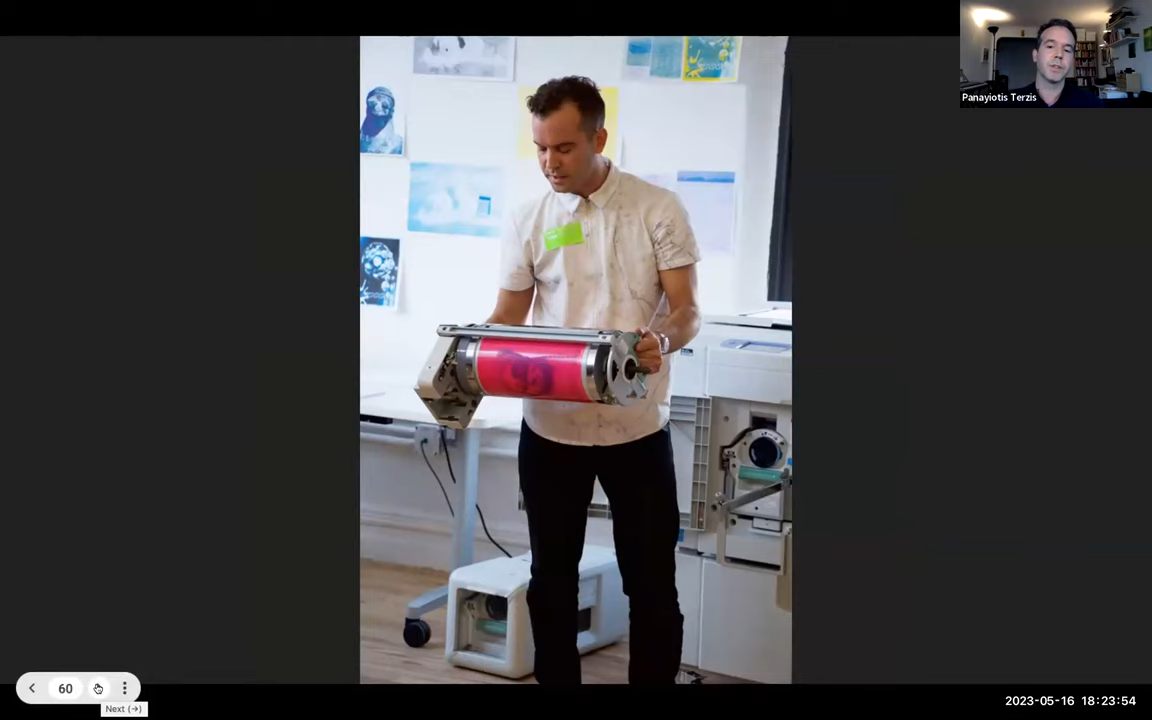 Panayiotis Terzis
60
Next (→)
2023-05-16 18:23:54